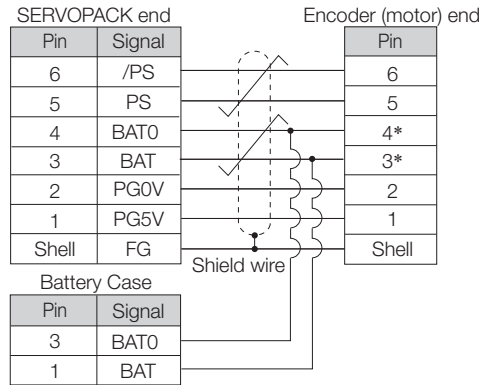 SERVOPACK end Encoder (motor) end
Pin Signal Pin
6 /PS 6
5 PS 5
4 BAT0 4*
3 BAT 3*
2 PG0V 2
1 PG5V 1
Shell FG Shell
Shield wire
Battery Case
Pin Signal
3 BAT0
1 BAT